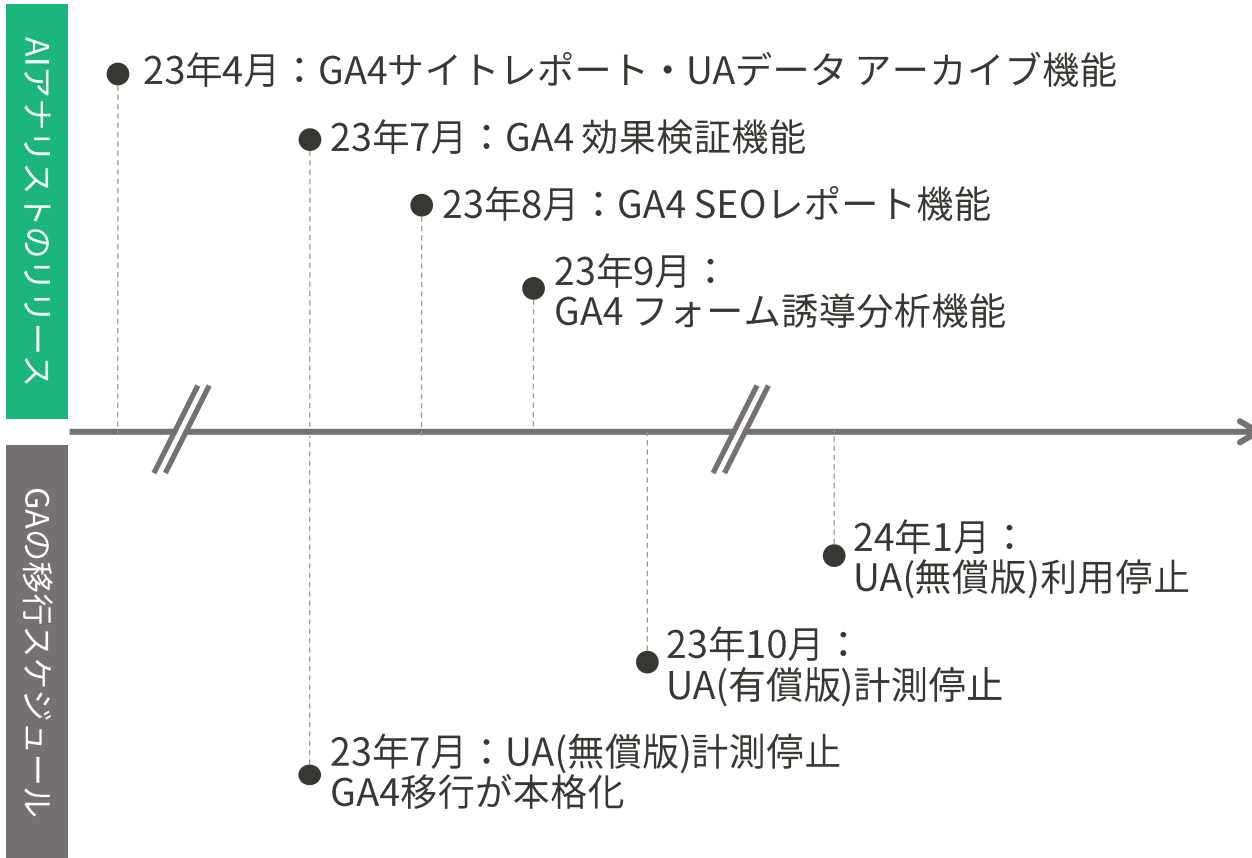 AIアナリストのリリース
23年4月：GA4サイトレポート・UAデータ アーカイブ機能
23年7月：GA4 効果検証機能
23年8月：GA4 SEOレポート機能
23年9月：
GA4 フォーム誘導分析機能
GAの移行スケジュール
24年1月：
UA(無償版)利用停止
23年10月：
UA(有償版)計測停止
23年7月：UA(無償版)計測停止
GA4移行が本格化